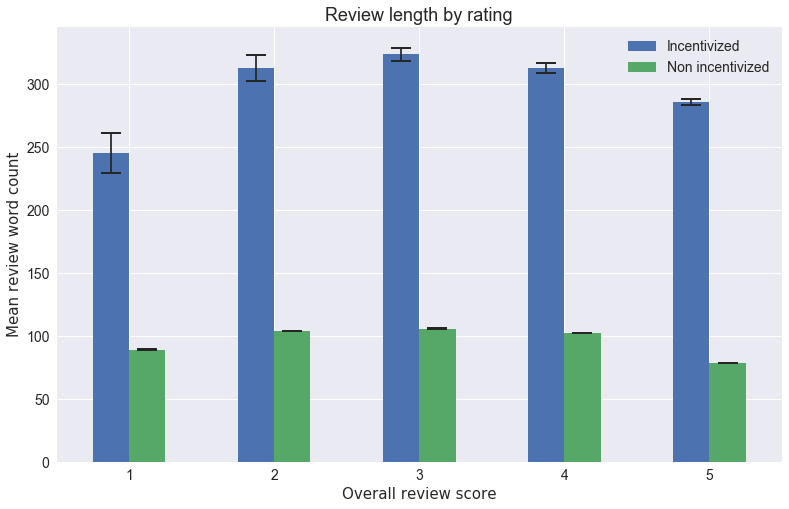 Review length by rating
Incentivized
Non incentivized
Mean review word count
300
250
200
150
100
50
0
1 2 3 4 5
Overall review score